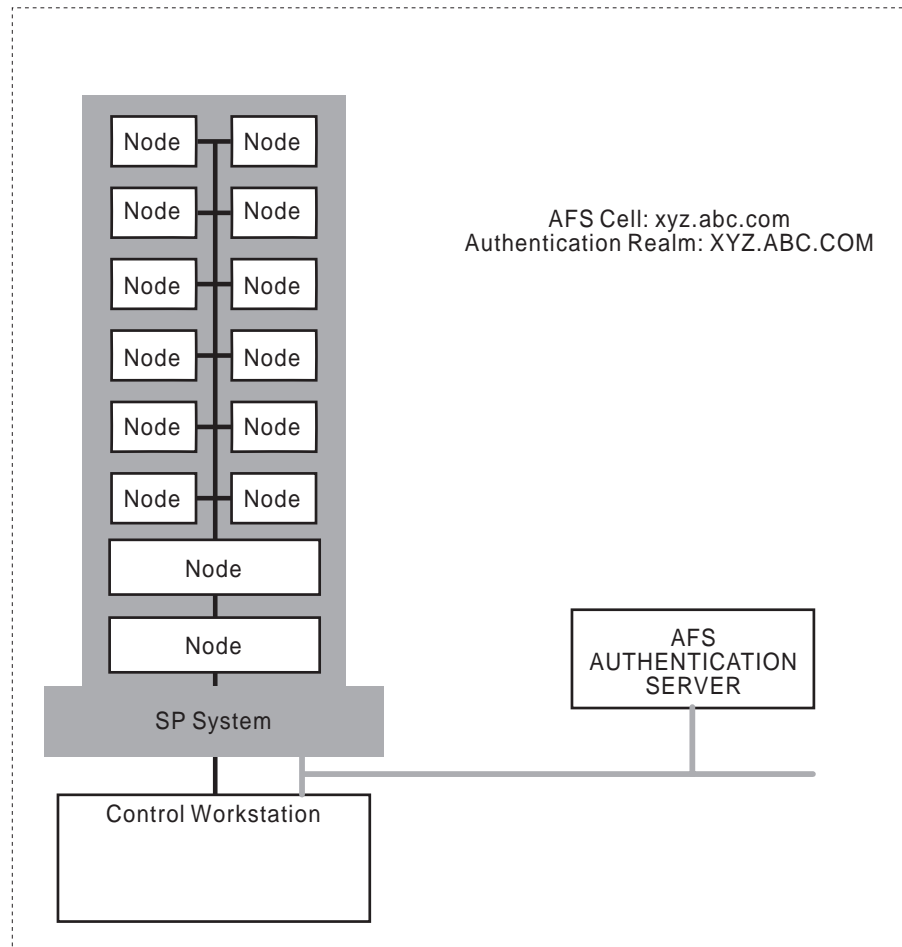 Node Node
Node Node
AFS Cell: xyz.abc.com
Authentication Realm: XYZ.ABC.COM
Node Node
Node Node
Node Node
Node Node
Node
Node
AFS
AUTHENTICATION
SERVER
SP System
Control Workstation